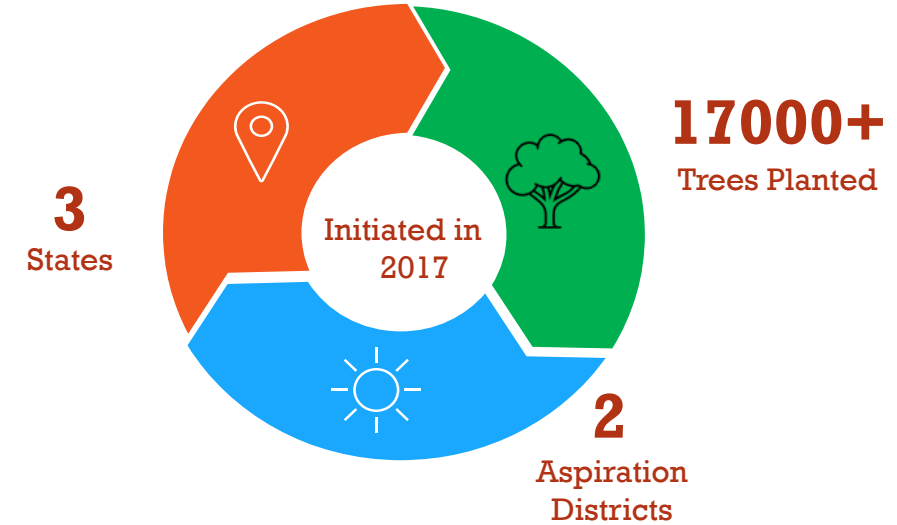 17000+
Trees Planted
3
States
Initiated in
2017
2
Aspiration
Districts